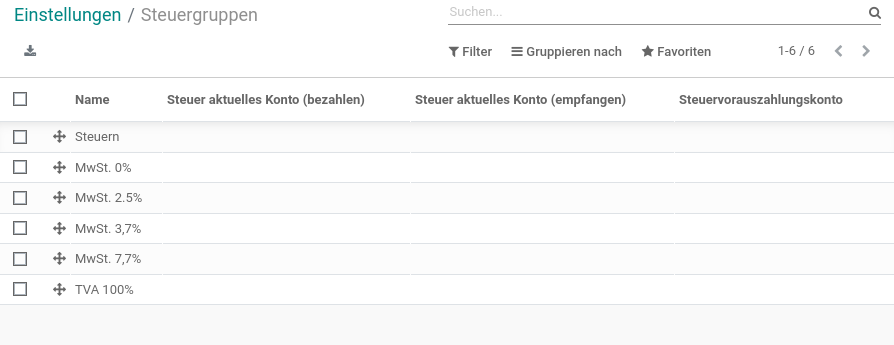 Einstellungen / Steuergruppen
Suchen...
Filter Gruppieren nach Favoriten 1-6 / 6
Name Steuer aktuelles Konto (bezahlen) Steuer aktuelles Konto (empfangen) Steuervorauszahlungskonto
Steuern
MwSt. 0%
MwSt. 2.5%
MwSt. 3,7%
MwSt. 7,7%
TVA 100%